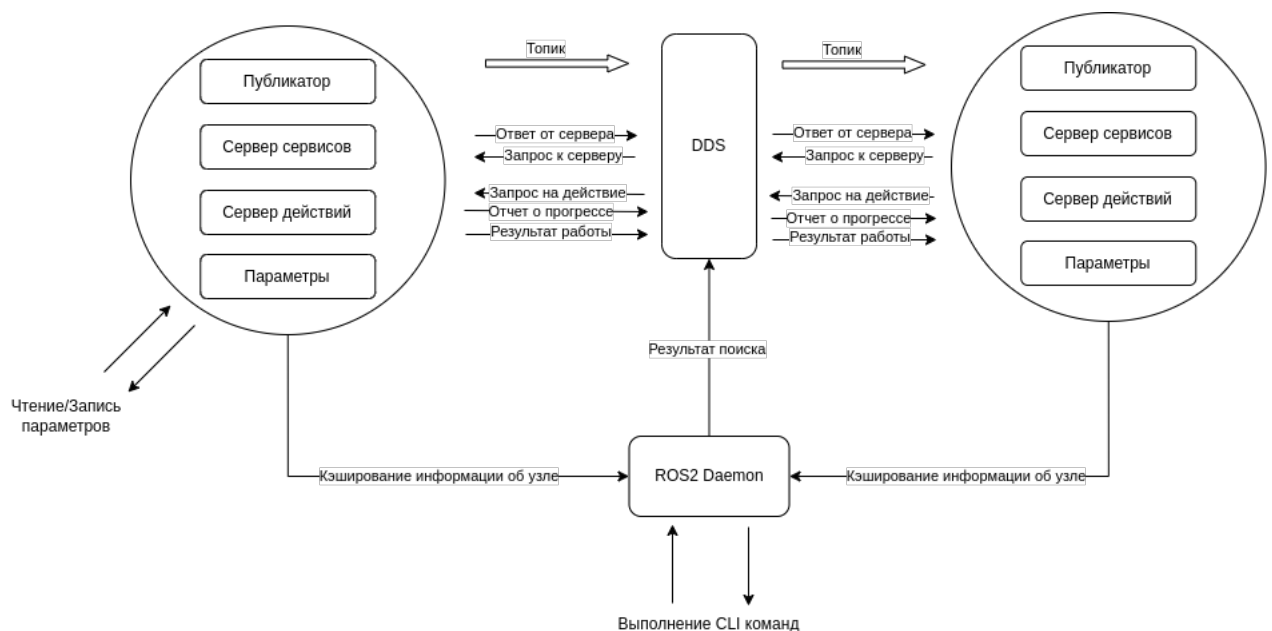 Публикатор
Сервер сервисов
Сервер действий
Параметры
Чтение/Запись
параметров
Топик
Ответ от сервера
Запрос к серверу
Запрос на действие
Отчет о прогрессе
Результат работы
DDS
Топик
Ответ от сервера
Запрос к серверу
Запрос на действие
Отчет о прогрессе
Результат работы
Публикатор
Сервер сервисов
Сервер действий
Параметры
Результат поиска
Кэширование информации об узле
ROS2 Daemon
Кэширование информации об узле
Выполнение CLI команд